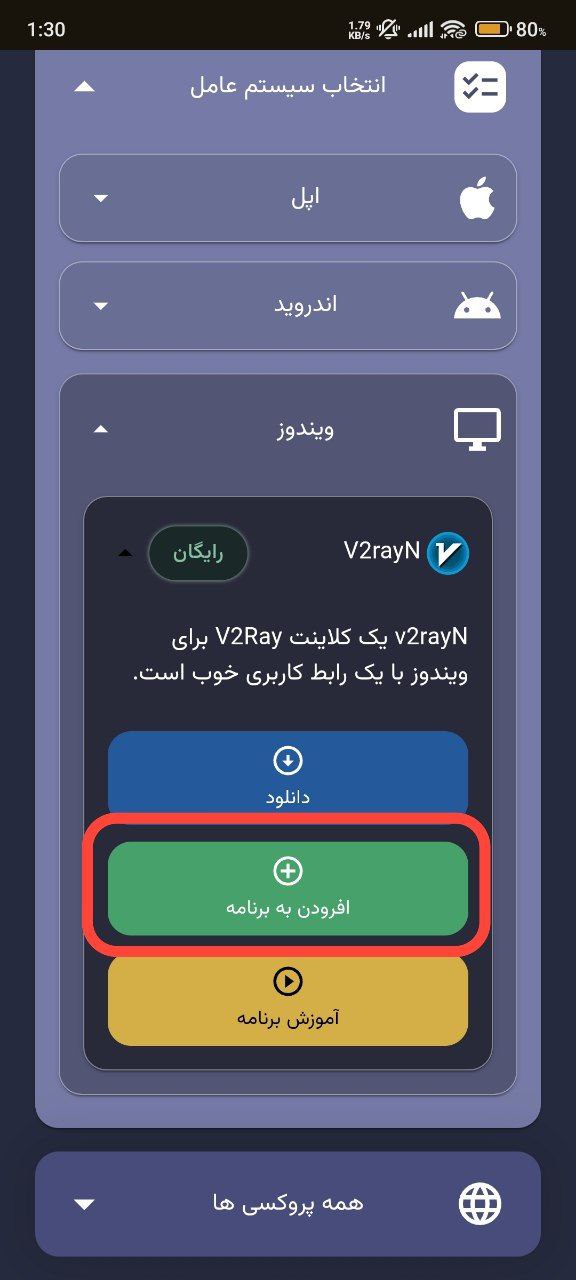 1:30
1.79
KB/s
80%
انتخاب سیستم عامل
اپل
اندروید
ویندوز
V2rayN
رایگان
v2rayN یک کلاینت V2Ray برای
ویندوز با یک رابط کاربری خوب است.
دانلود
افرودن به برنامه
آموزش برنامه
همه پروکسی ها